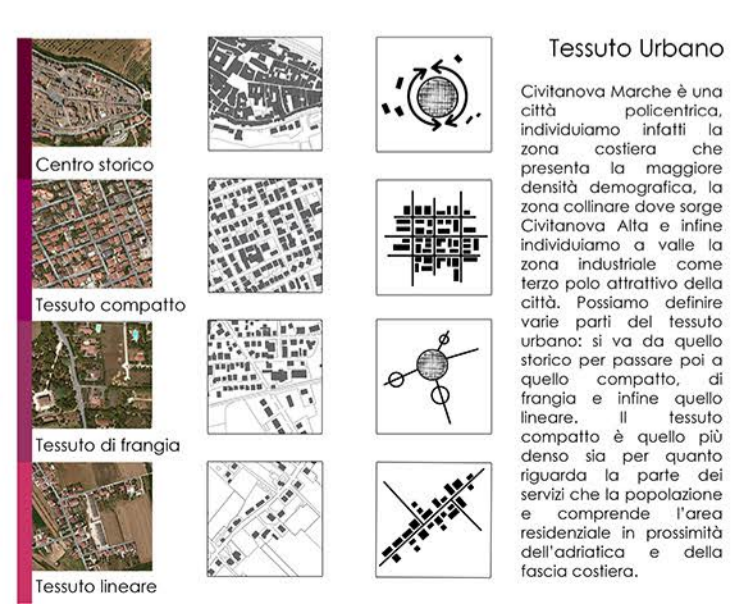 Centro storico
Tessuto compatto
Tessuto di frangia
Tessuto lineare
Tessuto Urbano
Civitanova Marche è una
città policentrica,
individuiamo infatti la
zona costiera che
presenta la maggiore
densità demografica, la
zona collinare dove sorge
Civitanova Alta e infine
individuiamo a valle la
zona industriale come
terzo polo attrattivo della
città. Possiamo definire
varie parti del tessuto
urbano: si va da quello
storico per passare poi a
quello compatto, di
frangia e infine quello
lineare. Il tessuto
compatto è quello più
denso sia per quanto
riguarda la parte dei
servizi che la popolazione
e comprende l'area
residenziale in prossimità
dell'adriatica e della
fascia costiera.